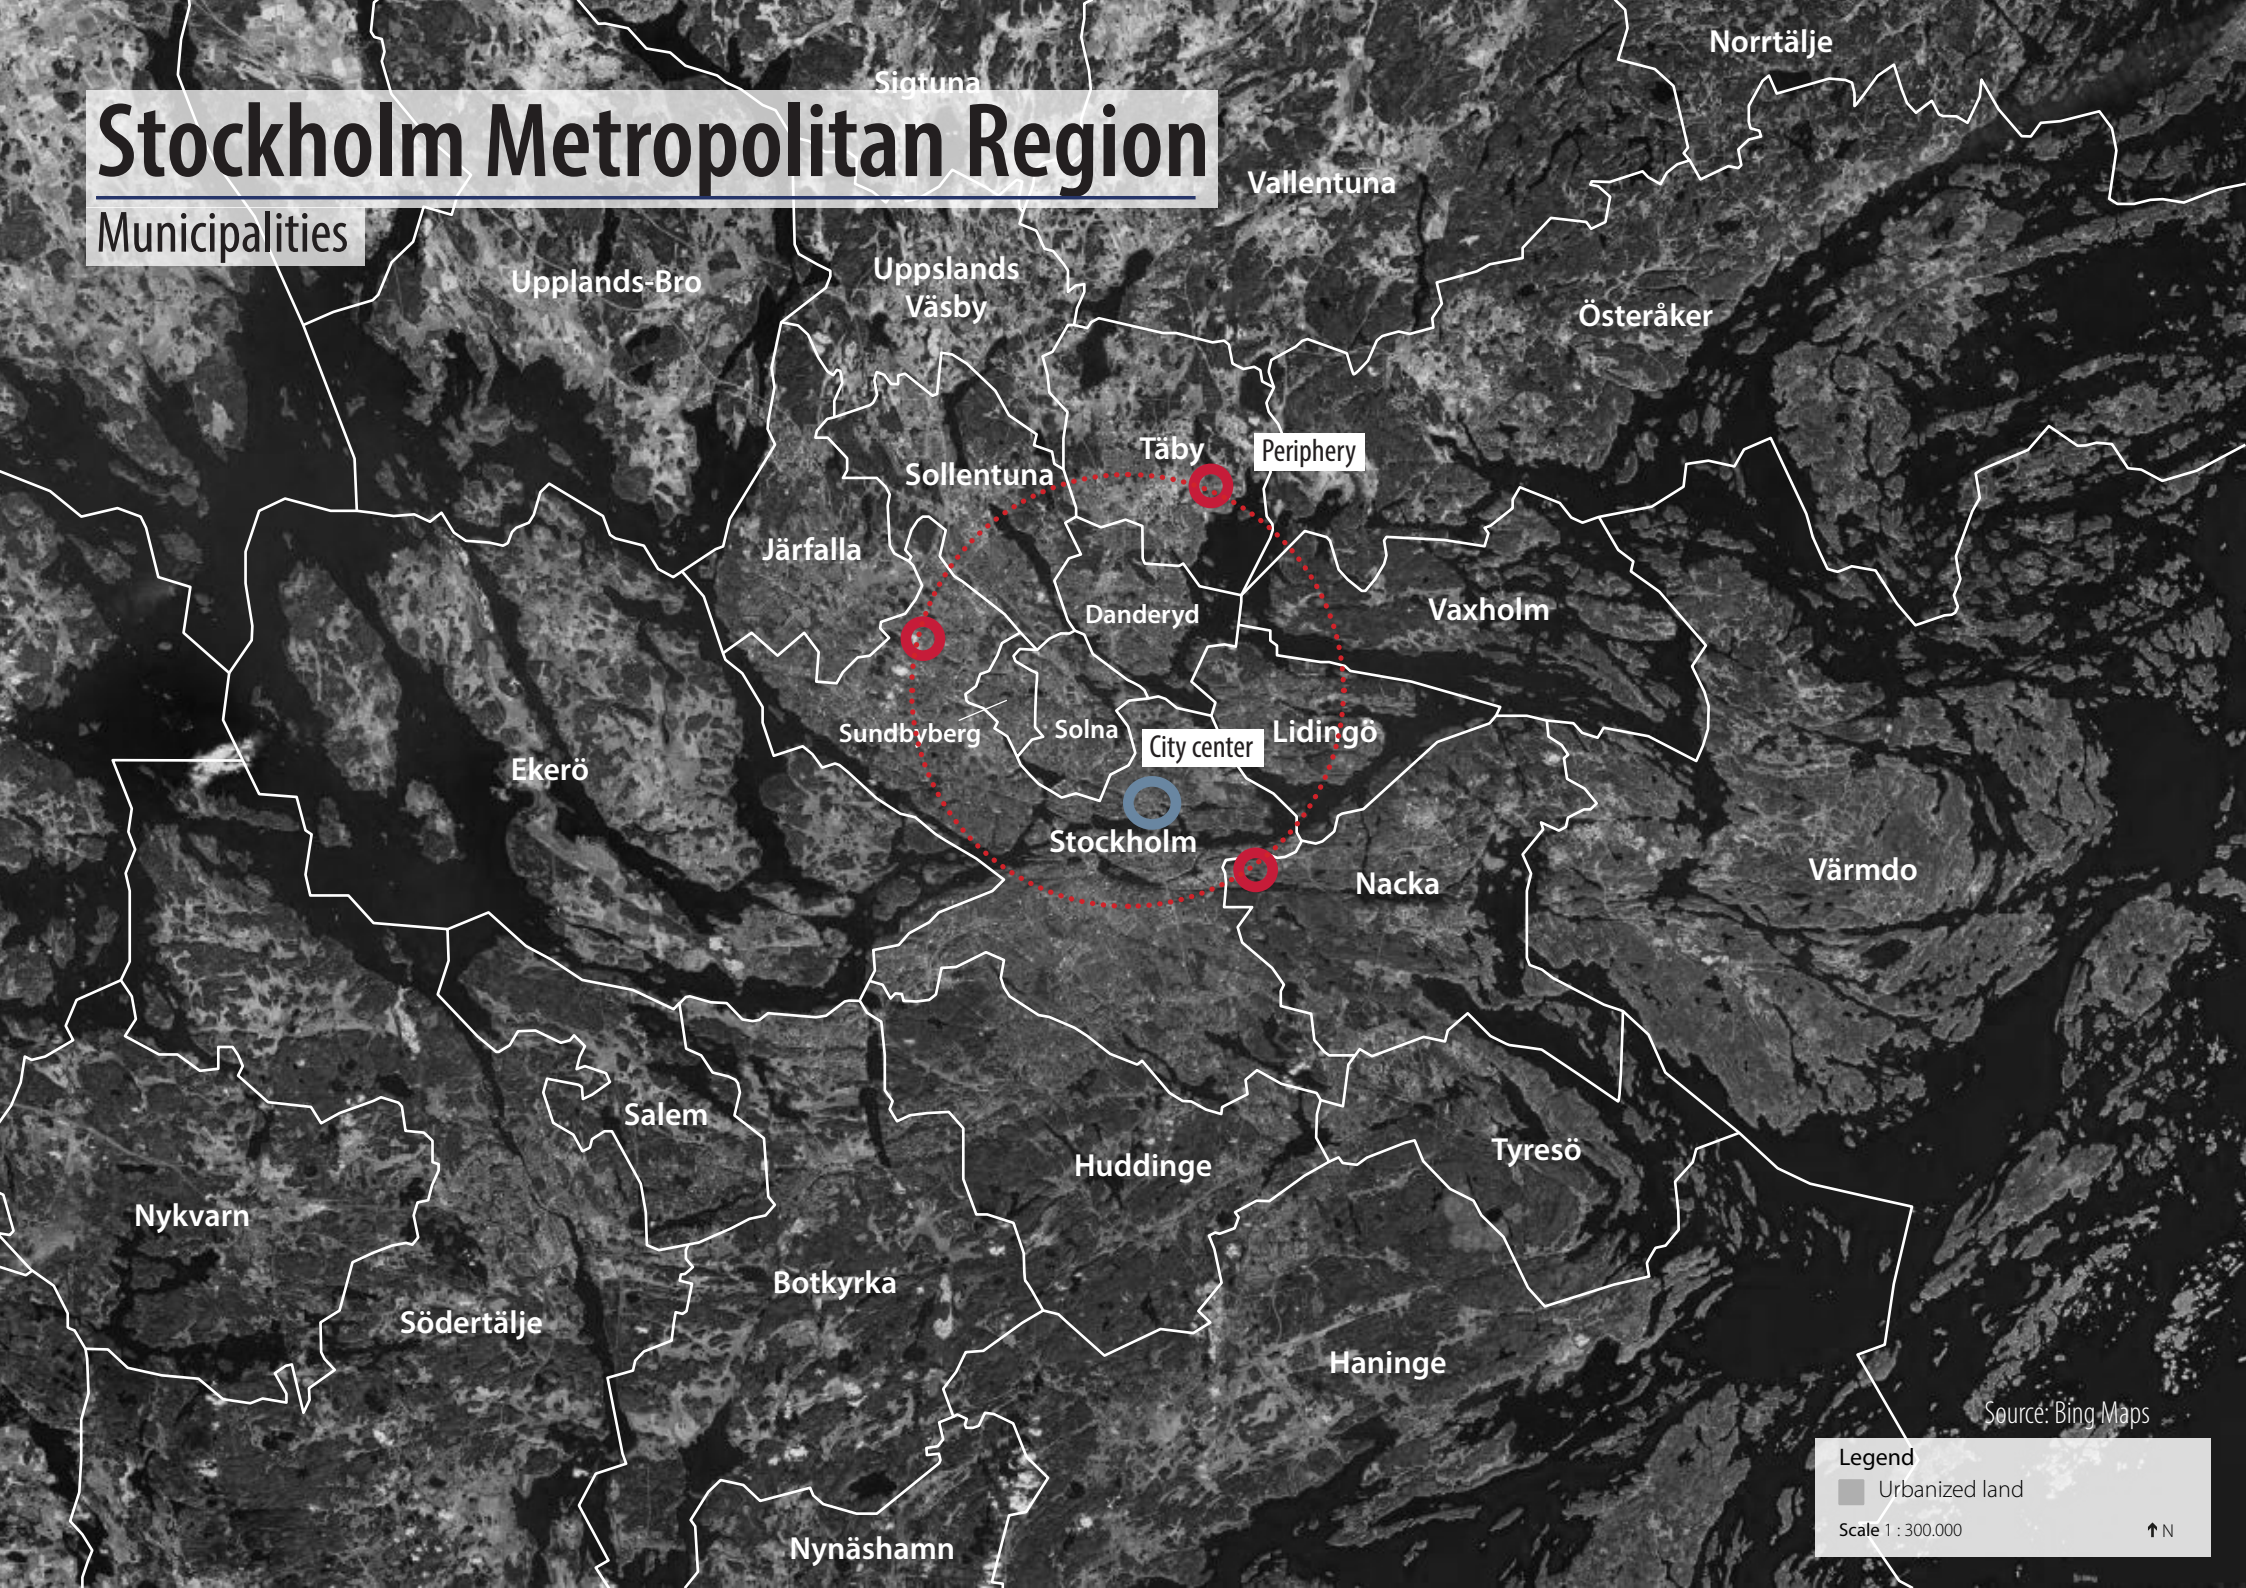 Norrtälje
Sigtuna
Stockholm Metropolitan Region
Vallentuna
Municipalities
Upplands-Bro
Uppslands
Väsby
Österåker
Täby
Periphery
Sollentuna
Järfalla
Danderyd
Vaxholm
Sundbyberg
Solna
City center
Lidingö
Ekerö
Stockholm
Nacka
Värmdo
Salem
Huddinge
Tyresö
Nykvarn
Botkyrka
Södertälje
Haninge
Source: Bing Maps
Legend
Urbanized land
Scale 1 : 300.000
N
Nynäshamn